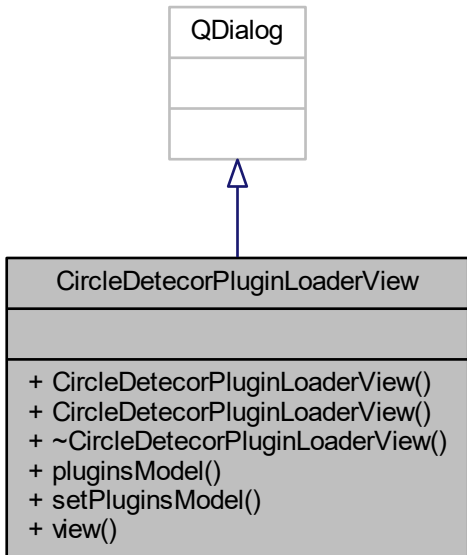 QDialog
CircleDetecorPluginLoaderView
+ CircleDetecorPluginLoaderView()
+ CircleDetecorPluginLoaderView()
+ ~CircleDetecorPluginLoaderView()
+ pluginsModel()
+ setPluginsModel()
+ view()